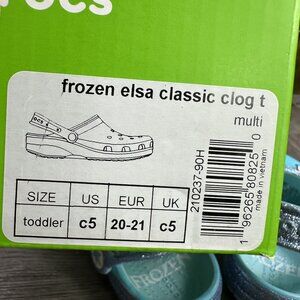 ocs
frozen elsa classic clog t
multi
210237-90H
1 96265 80825 0
made in vietnam
SIZE US EUR UK
toddler c5 20-21 c5
FROZEN